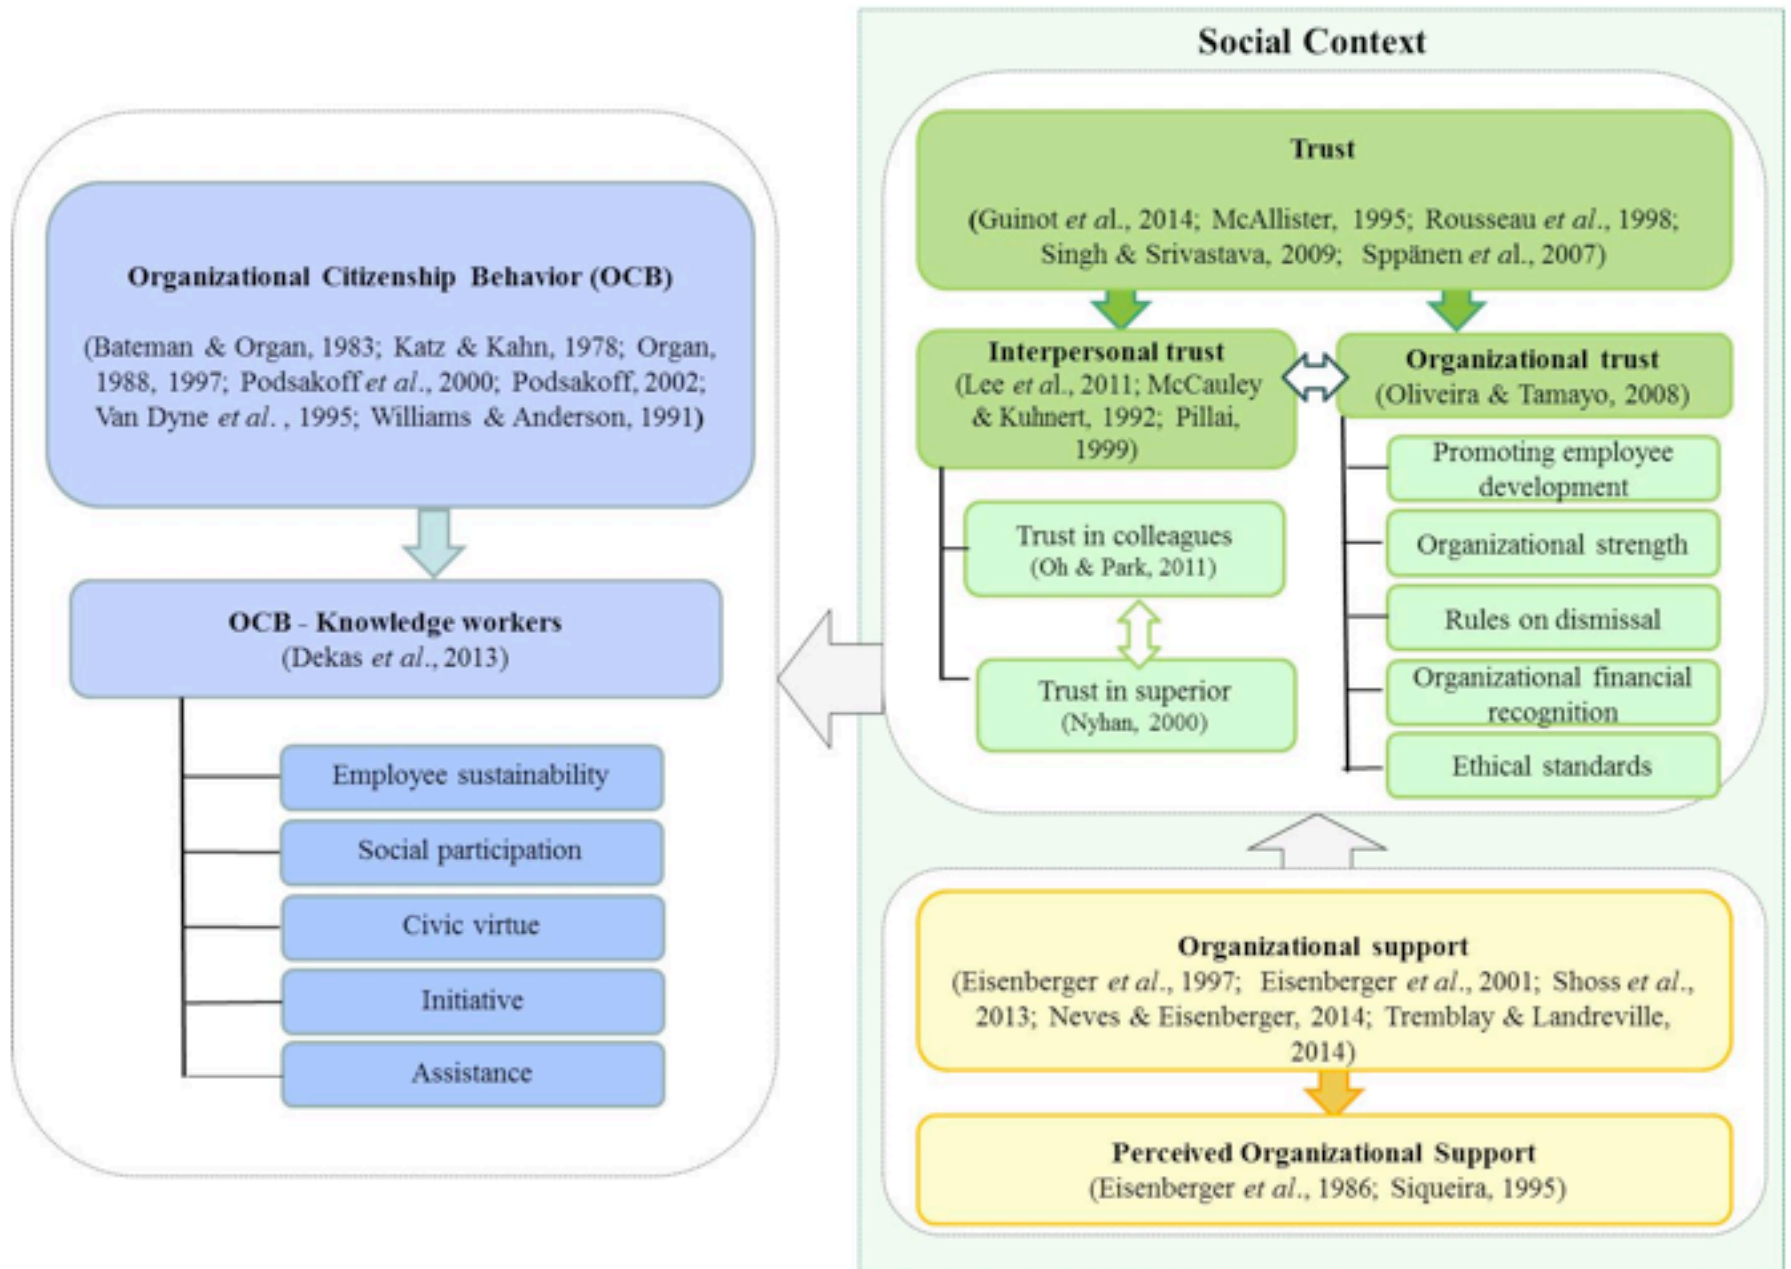 Social Context
Organizational Citizenship Behavior (OCB)
(Bateman & Organ, 1983; Katz & Kahn, 1978; Organ,
1988, 1997; Podsakoff et al., 2000; Podsakoff, 2002;
Van Dyne et al. , 1995; Williams & Anderson, 1991)
OCB - Knowledge workers
(Dekas et al., 2013)
Employee sustainability
Social participation
Civic virtue
Initiative
Assistance
Trust
(Guinot et al., 2014; McAllister, 1995; Rousseau et al., 1998;
Singh & Srivastava, 2009; Sppänen et al., 2007)
Interpersonal trust
(Lee et al., 2011; McCauley
& Kuhnert, 1992; Pillai,
1999)
Trust in colleagues
(Oh & Park, 2011)
Trust in superior
(Nyhan, 2000)
Organizational trust
(Oliveira & Tamayo, 2008)
Promoting employee
development
Organizational strength
Rules on dismissal
Organizational financial
recognition
Ethical standards
Organizational support
(Eisenberger et al., 1997; Eisenberger et al., 2001; Shoss et al.,
2013; Neves & Eisenberger, 2014; Tremblay & Landreville,
2014)
Perceived Organizational Support
(Eisenberger et al., 1986; Siqueira, 1995)